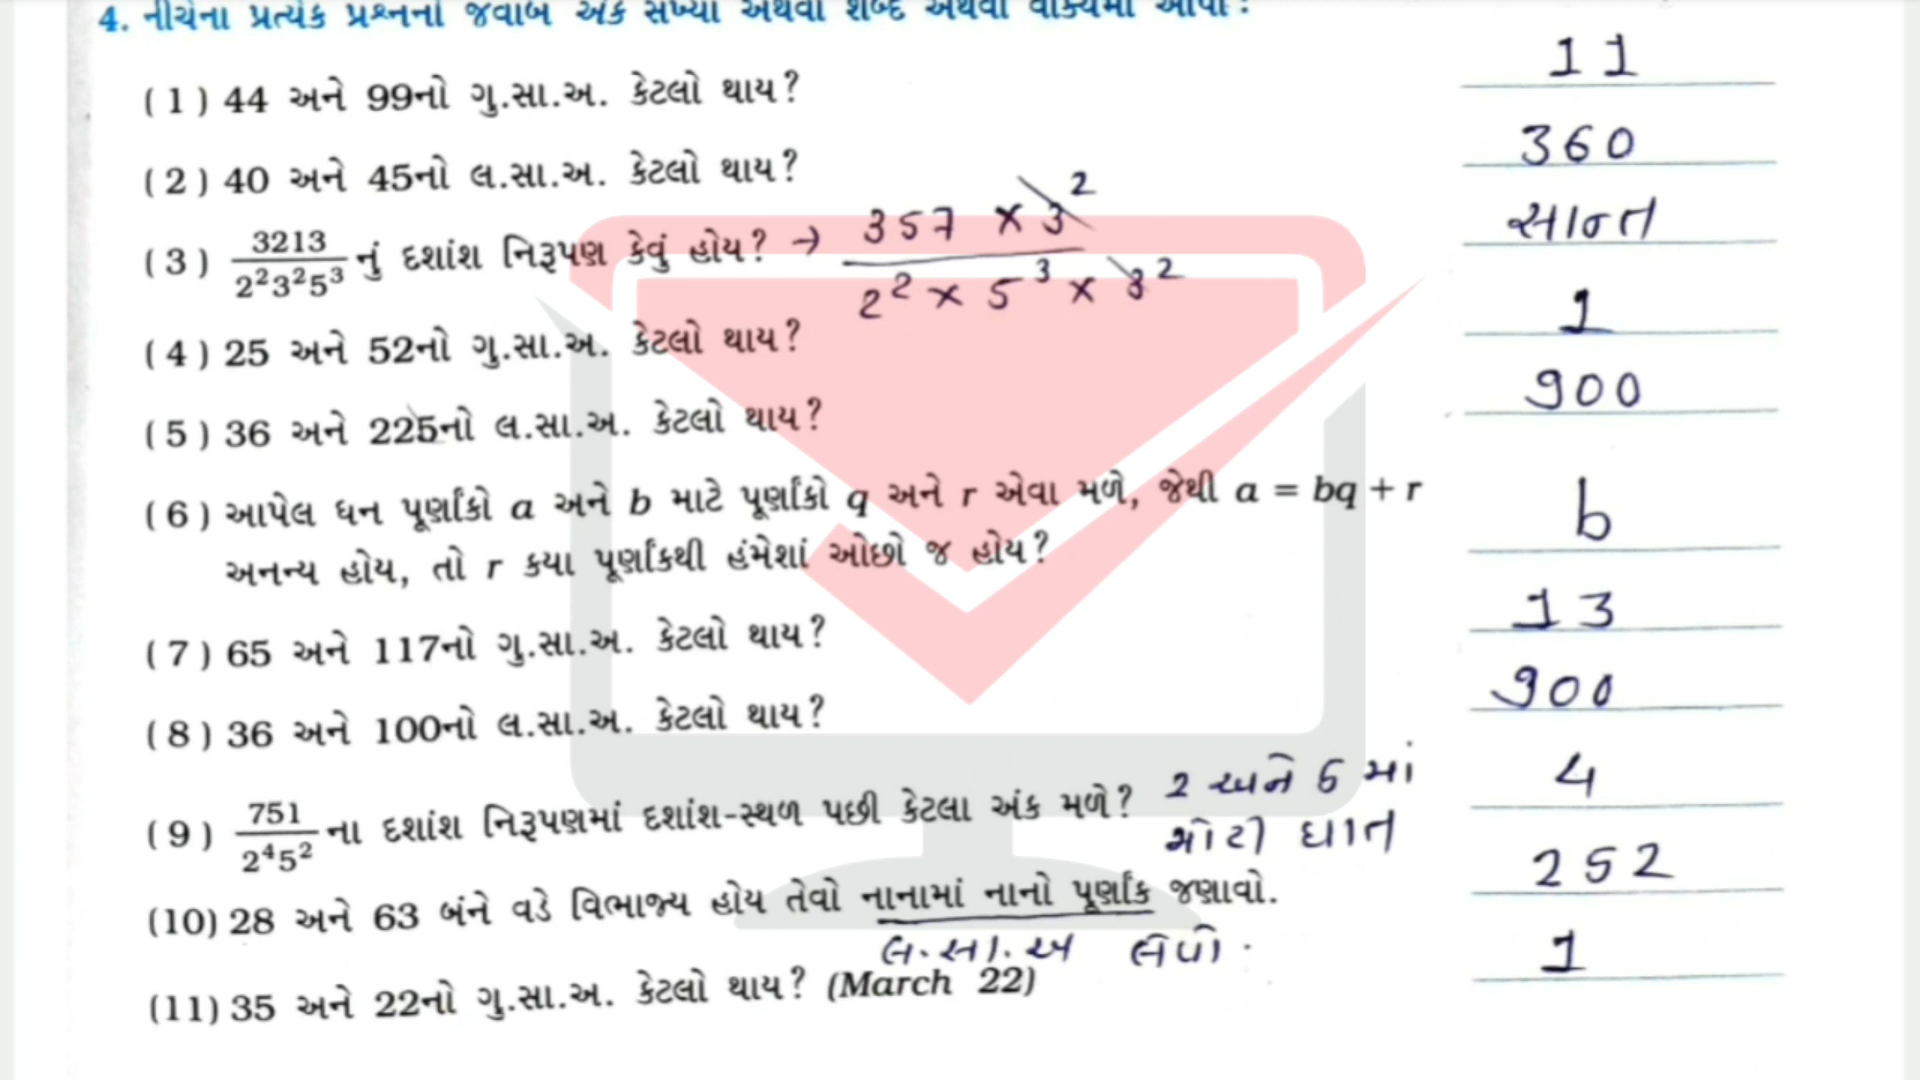 4. નીચેના પ્રત્યેક પ્રશ્નનો જવાબ એક સંખ્યા અથવા શબ્દ અથવા વાક્યમાં આપો :
(1) 44 અને 99નો ગુ.સા.અ. કેટલો થાય? 11
(2) 40 અને 45નો લ.સા.અ. કેટલો થાય? 360
(3) 3213/2²3²5³ નું દશાંશ નિરૂપણ કેવું હોય? → 357 × 3²/2² × 5³ × 3² સાન્ત
(4) 25 અને 52નો ગુ.સા.અ. કેટલો થાય? 1
(5) 36 અને 225નો લ.સા.અ. કેટલો થાય? 900
(6) આપેલ ધન પૂર્ણાંકો a અને b માટે પૂર્ણાંકો q અને r એવા મળે, જેથી a = bq + r
અનન્ય હોય, તો r કયા પૂર્ણાંકથી હંમેશાં ઓછો જ હોય? b
(7) 65 અને 117નો ગુ.સા.અ. કેટલો થાય? 13
(8) 36 અને 100નો લ.સા.અ. કેટલો થાય? 900
(9) 751/2⁴5² ના દશાંશ નિરૂપણમાં દશાંશ-સ્થળ પછી કેટલા અંક મળે? 2 અને 5 માં 4
મોટી ઘાત
(10) 28 અને 63 બંને વડે વિભાજ્ય હોય તેવો નાનામાં નાનો પૂર્ણાંક જણાવો. 252
લ.સા.અ લેવો.
(11) 35 અને 22નો ગુ.સા.અ. કેટલો થાય? (March 22) 1